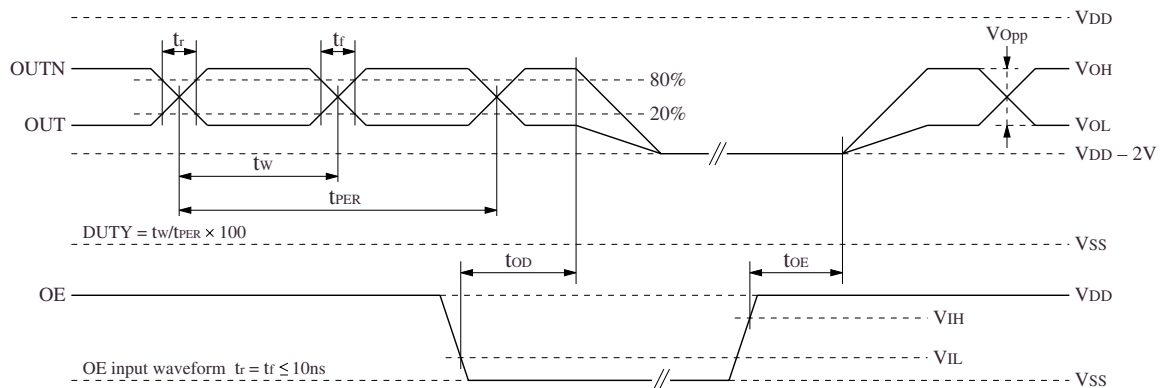 VDD
tr
tf
VOpp
OUTN
80%
VOH
20%
OUT
VOL
tW
VDD – 2V
tPER
DUTY = tW/tPER × 100
VSS
tOD
tOE
OE
VDD
VIH
VIL
OE input waveform tr = tf ≤ 10ns
VSS